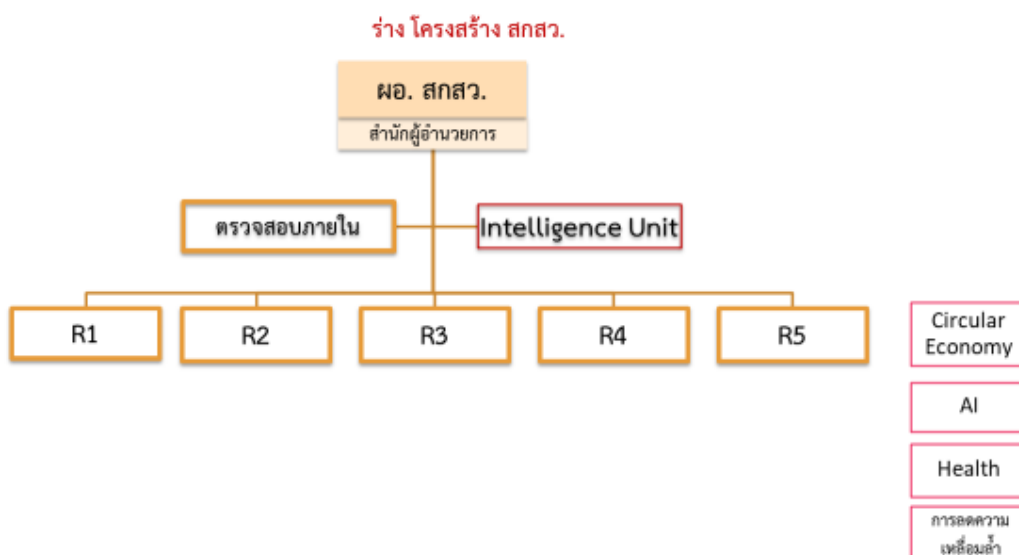 ร่าง โครงสร้าง สกสว.
ผอ. สกสว.
สำนักผู้อำนวยการ
ตรวจสอบภายใน
Intelligence Unit
R1
R2
R3
R4
R5
Circular
Economy
AI
Health
การลดความ
เหลื่อมล้ำ